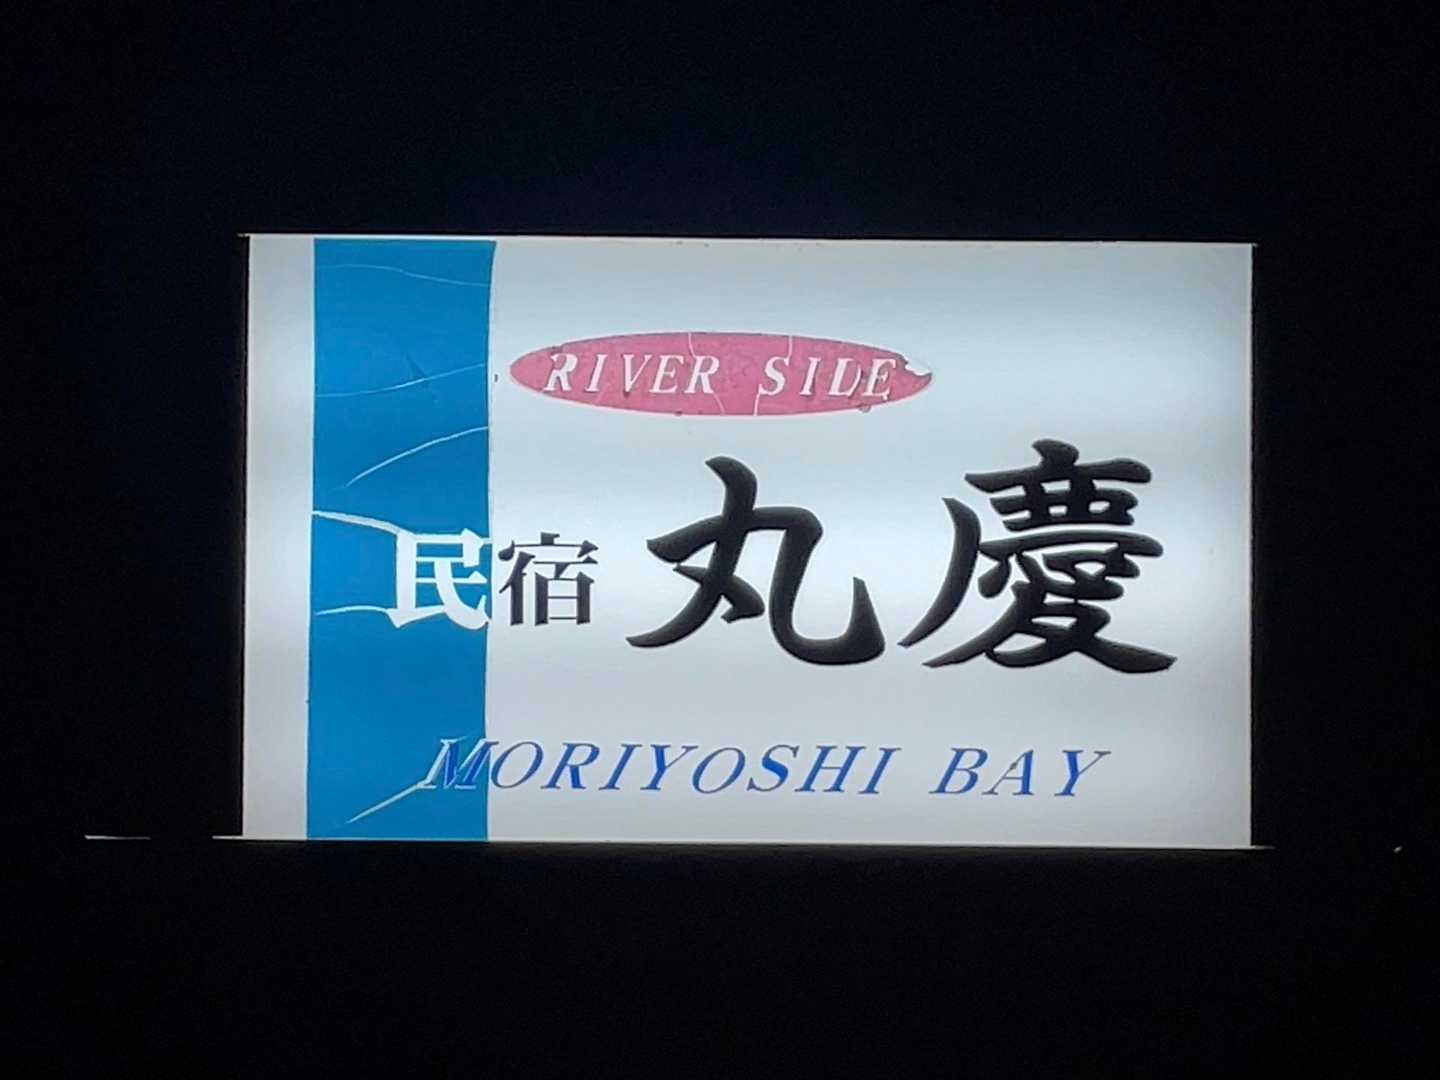 RIVER SIDE
民宿 丸慶
MORIYOSHI BAY